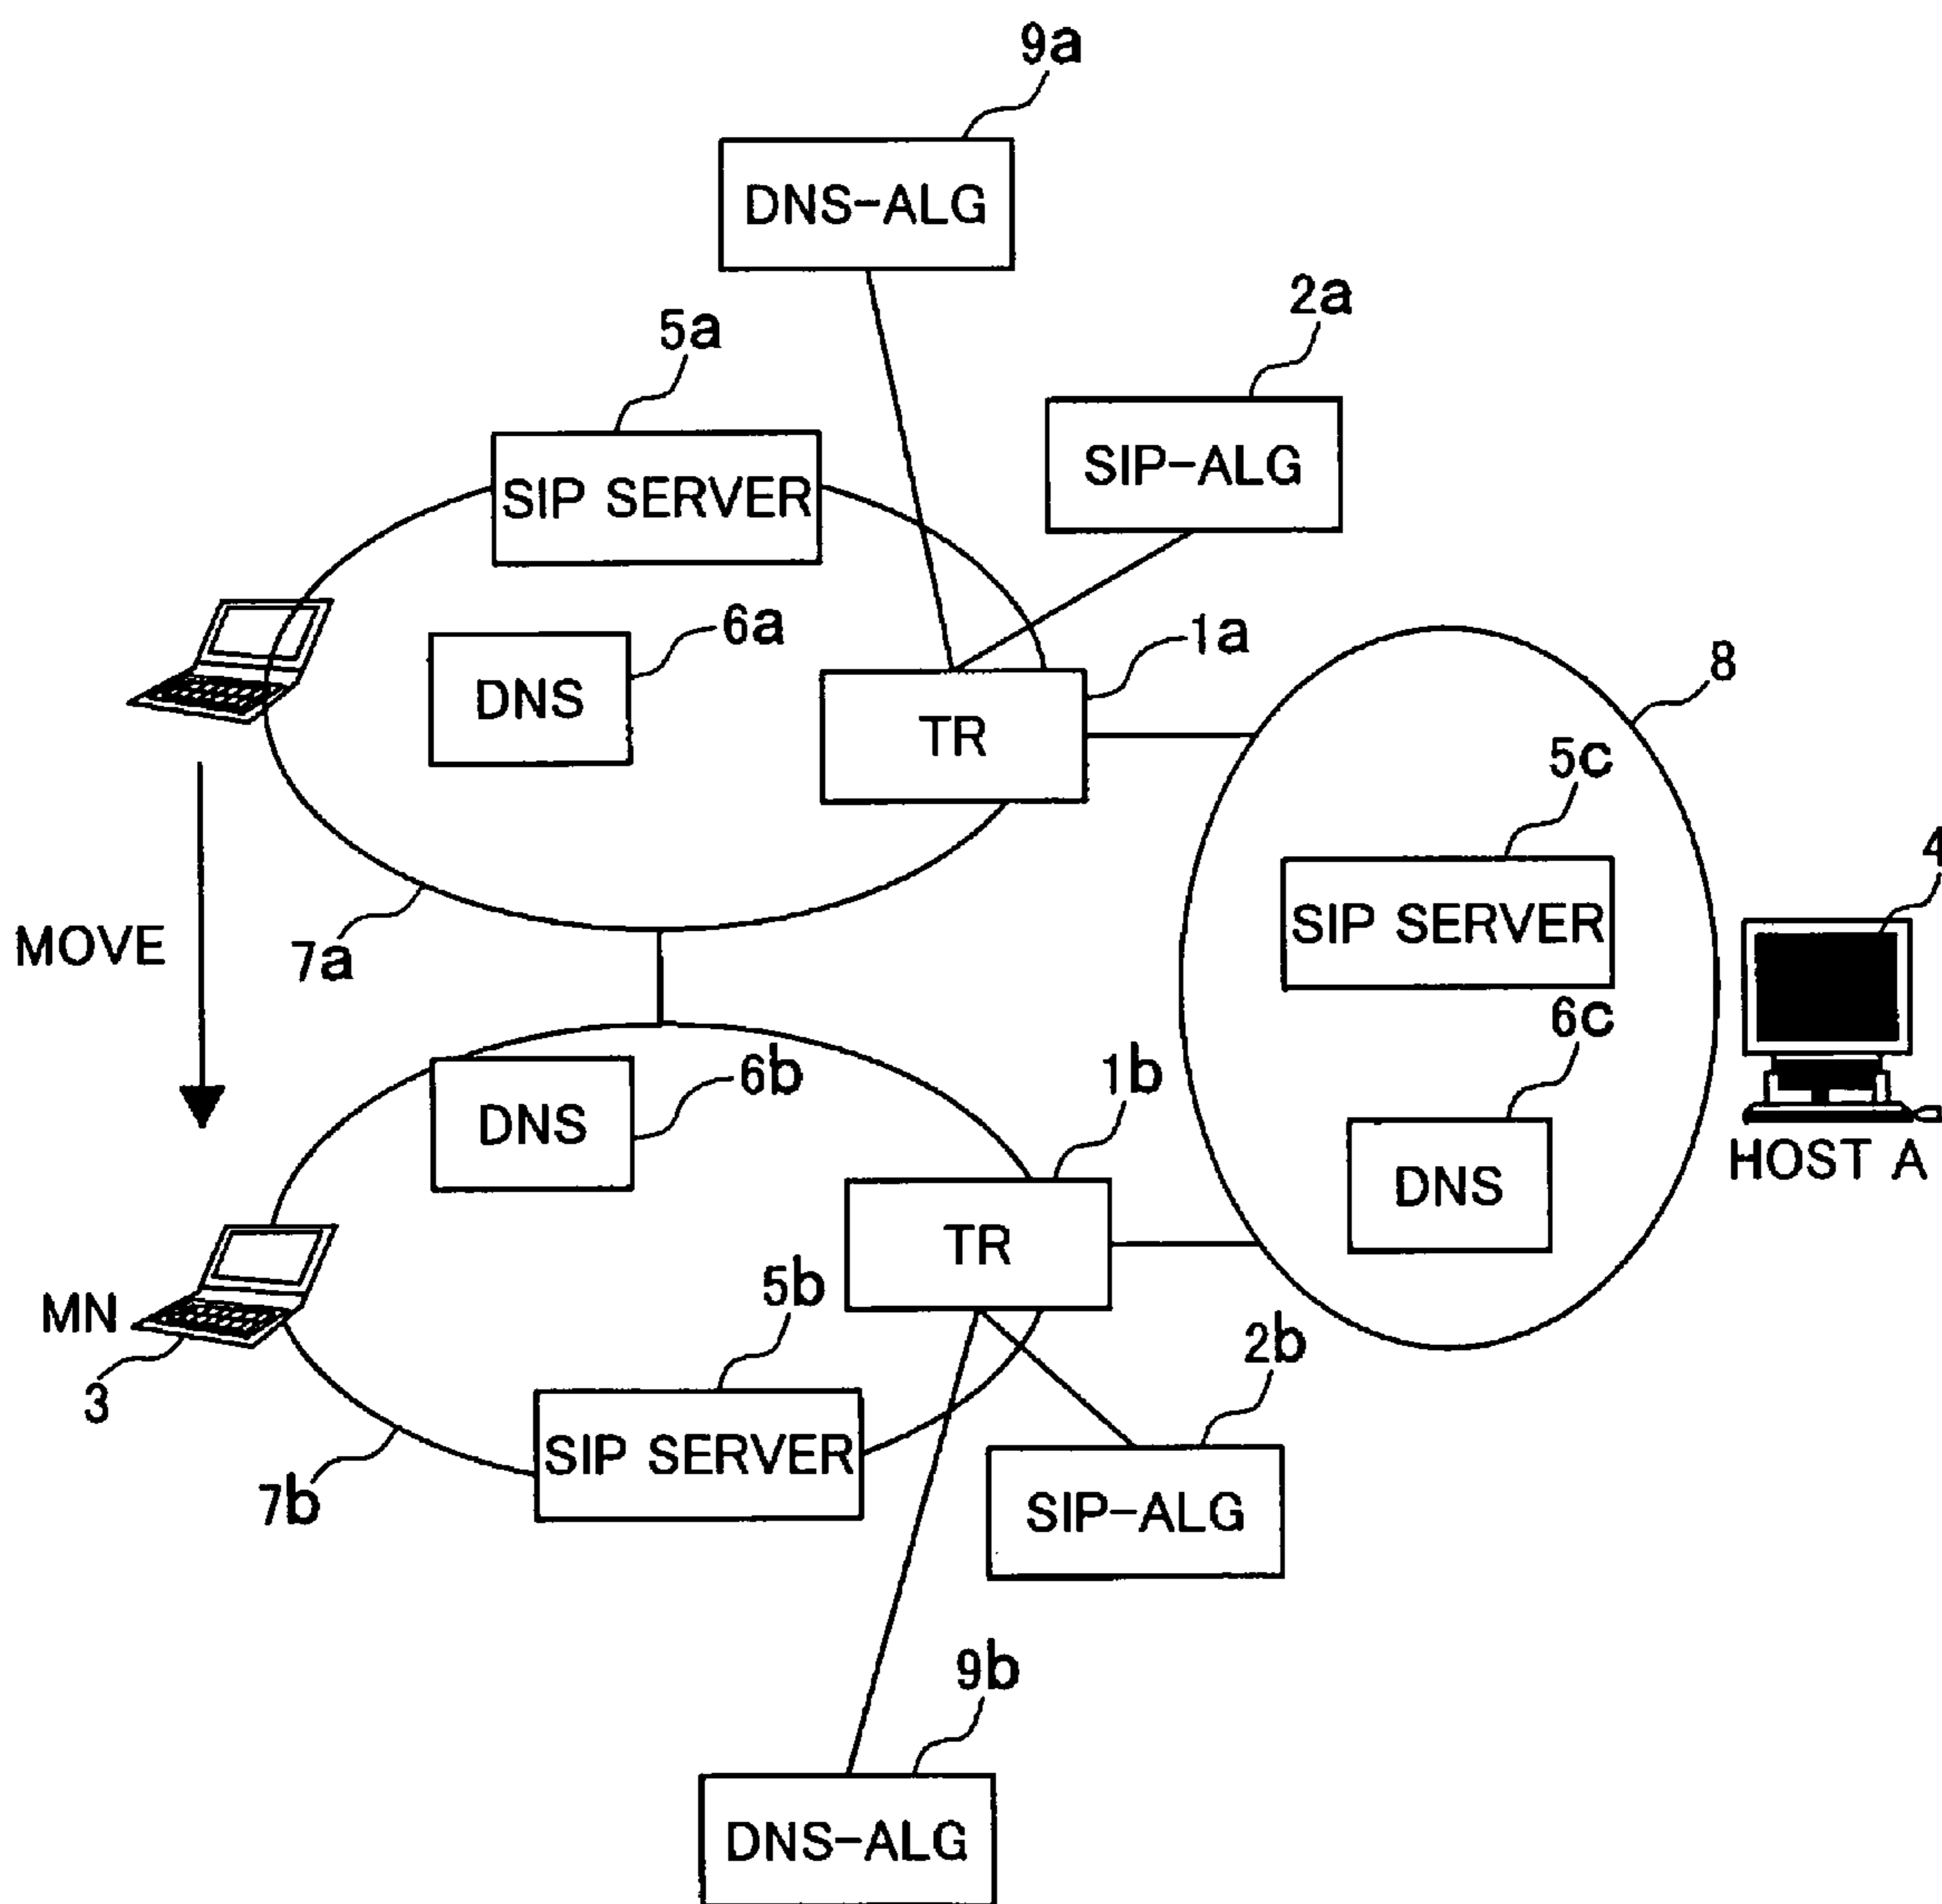 9a
DNS-ALG
2a
5a
SIP-ALG
SIP SERVER
6a
1a
8
DNS
TR
5c
4
MOVE
7a
SIP SERVER
6c
6b
1b
DNS
HOST A
DNS
TR
5b
MN
2b
3
7b
SIP SERVER
SIP-ALG
9b
DNS-ALG